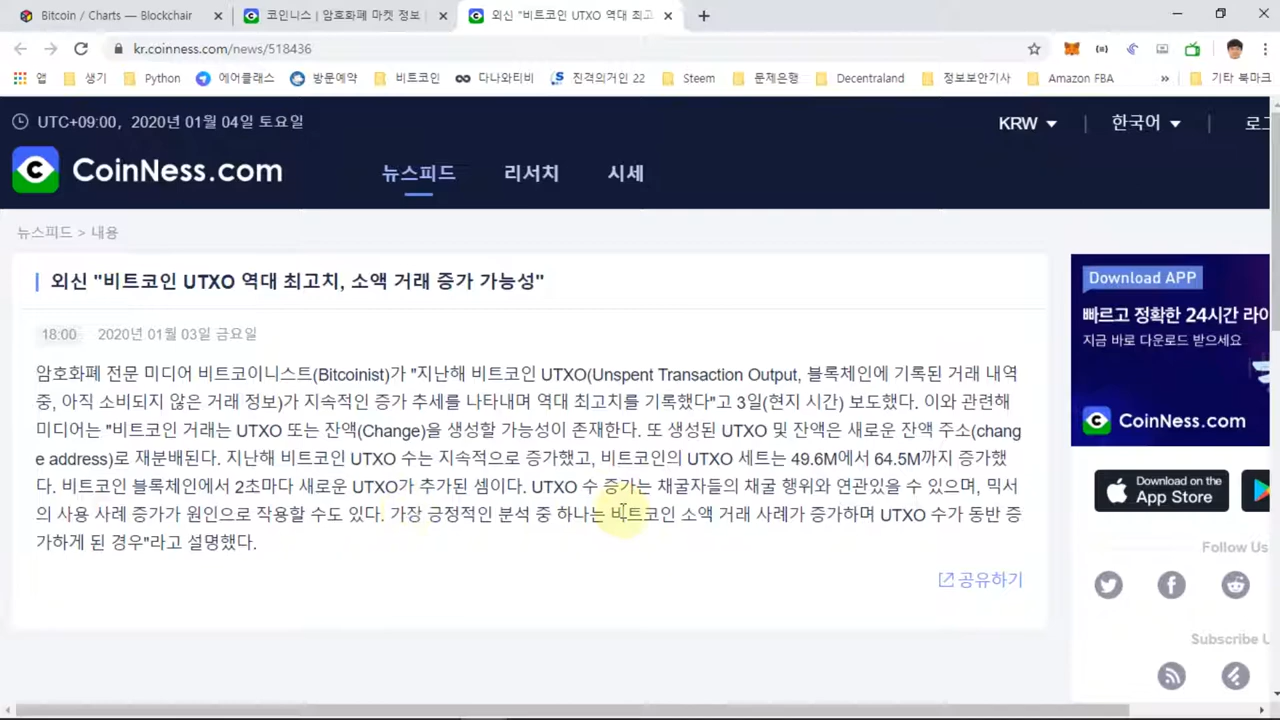 Bitcoin / Charts — Blockchair
코인니스 | 암호화폐 마켓 정보
외신 "비트코인 UTXO 역대 최고
kr.coinness.com/news/518436
앱 생기 Python 에어클래스 방문예약 비트코인 다나와티비 진격의거인 22 Steem 문제은행 Decentraland 정보보안기사 Amazon FBA » 기타 북마크
UTC+09:00, 2020년 01월 04일 토요일
KRW | 한국어 | 로그
CoinNess.com
뉴스피드 리서치 시세
뉴스피드 > 내용
외신 "비트코인 UTXO 역대 최고치, 소액 거래 증가 가능성"
18:00 2020년 01월 03일 금요일
암호화폐 전문 미디어 비트코이니스트(Bitcoinist)가 "지난해 비트코인 UTXO(Unspent Transaction Output, 블록체인에 기록된 거래 내역
중, 아직 소비되지 않은 거래 정보)가 지속적인 증가 추세를 나타내며 역대 최고치를 기록했다"고 3일(현지 시간) 보도했다. 이와 관련해
미디어는 "비트코인 거래는 UTXO 또는 잔액(Change)을 생성할 가능성이 존재한다. 또 생성된 UTXO 및 잔액은 새로운 잔액 주소(chang
e address)로 재분배된다. 지난해 비트코인 UTXO 수는 지속적으로 증가했고, 비트코인의 UTXO 세트는 49.6M에서 64.5M까지 증가했
다. 비트코인 블록체인에서 2초마다 새로운 UTXO가 추가된 셈이다. UTXO 수 증가는 채굴자들의 채굴 행위와 연관있을 수 있으며, 믹서
의 사용 사례 증가가 원인으로 작용할 수도 있다. 가장 긍정적인 분석 중 하나는 비트코인 소액 거래 사례가 증가하며 UTXO 수가 동반 증
가하게 된 경우"라고 설명했다.
공유하기
Download APP
빠르고 정확한 24시간 라이
지금 바로 다운로드 받으세요
CoinNess.com
Download on the
App Store
Follow Us
Subscribe U